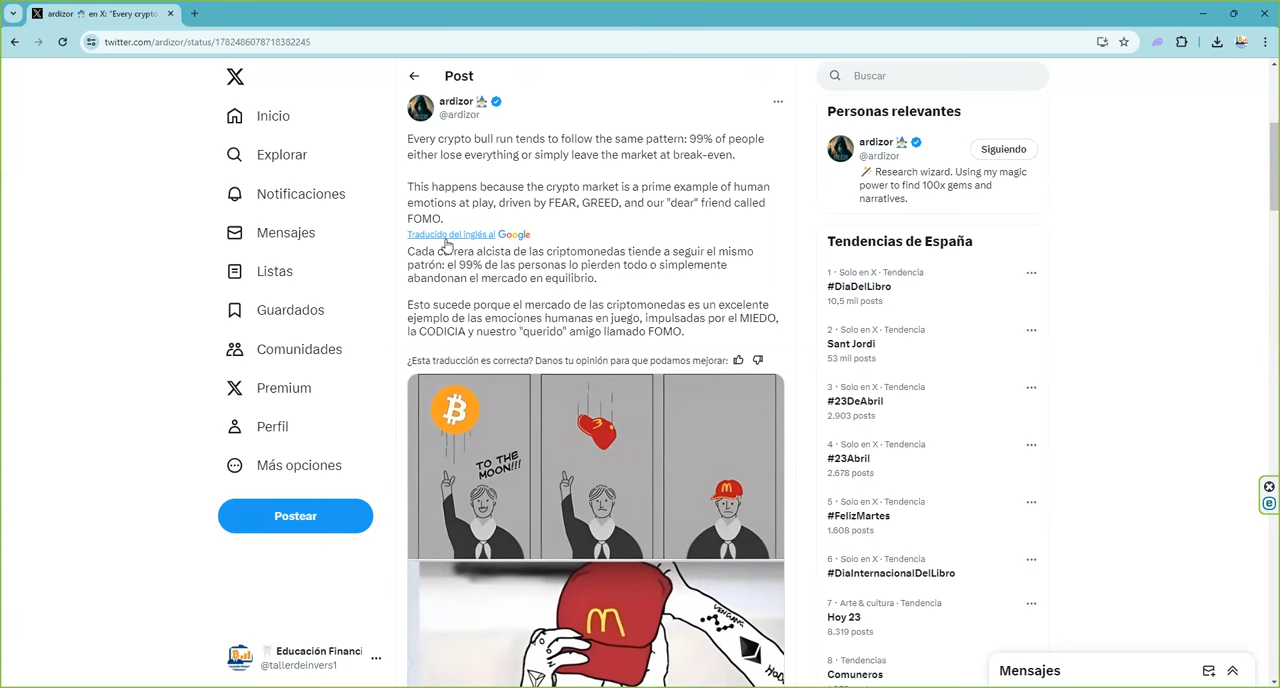 ardizor en X: "Every crypto
twitter.com/ardizor/status/1782486078718382245
Inicio
Explorar
Notificaciones
Mensajes
Listas
Guardados
Comunidades
Premium
Perfil
Más opciones
Postear
Educación Financi
@tallerdeinvers1
Post
ardizor
@ardizor
Every crypto bull run tends to follow the same pattern: 99% of people
either lose everything or simply leave the market at break-even.
This happens because the crypto market is a prime example of human
emotions at play, driven by FEAR, GREED, and our "dear" friend called
FOMO.
Traducido del inglés al Google
Cada carrera alcista de las criptomonedas tiende a seguir el mismo
patrón: el 99% de las personas lo pierden todo o simplemente
abandonan el mercado en equilibrio.
Esto sucede porque el mercado de las criptomonedas es un excelente
ejemplo de las emociones humanas en juego, impulsadas por el MIEDO,
la CODICIA y nuestro "querido" amigo llamado FOMO.
¿Esta traducción es correcta? Danos tu opinión para que podamos mejorar:
TO THE
MOON!!!
Buscar
Personas relevantes
ardizor
@ardizor
Siguiendo
Research wizard. Using my magic
power to find 100x gems and
narratives.
Tendencias de España
1 · Solo en X · Tendencia
#DiaDelLibro
10,5 mil posts
2 · Solo en X · Tendencia
Sant Jordi
53 mil posts
3 · Solo en X · Tendencia
#23DeAbril
2.903 posts
4 · Solo en X · Tendencia
#23Abril
2.678 posts
5 · Solo en X · Tendencia
#FelizMartes
1.608 posts
6 · Solo en X · Tendencia
#DiaInternacionalDelLibro
7 · Arte & cultura · Tendencia
Hoy 23
8.319 posts
8 · Tendencias
Comuneros
Mensajes